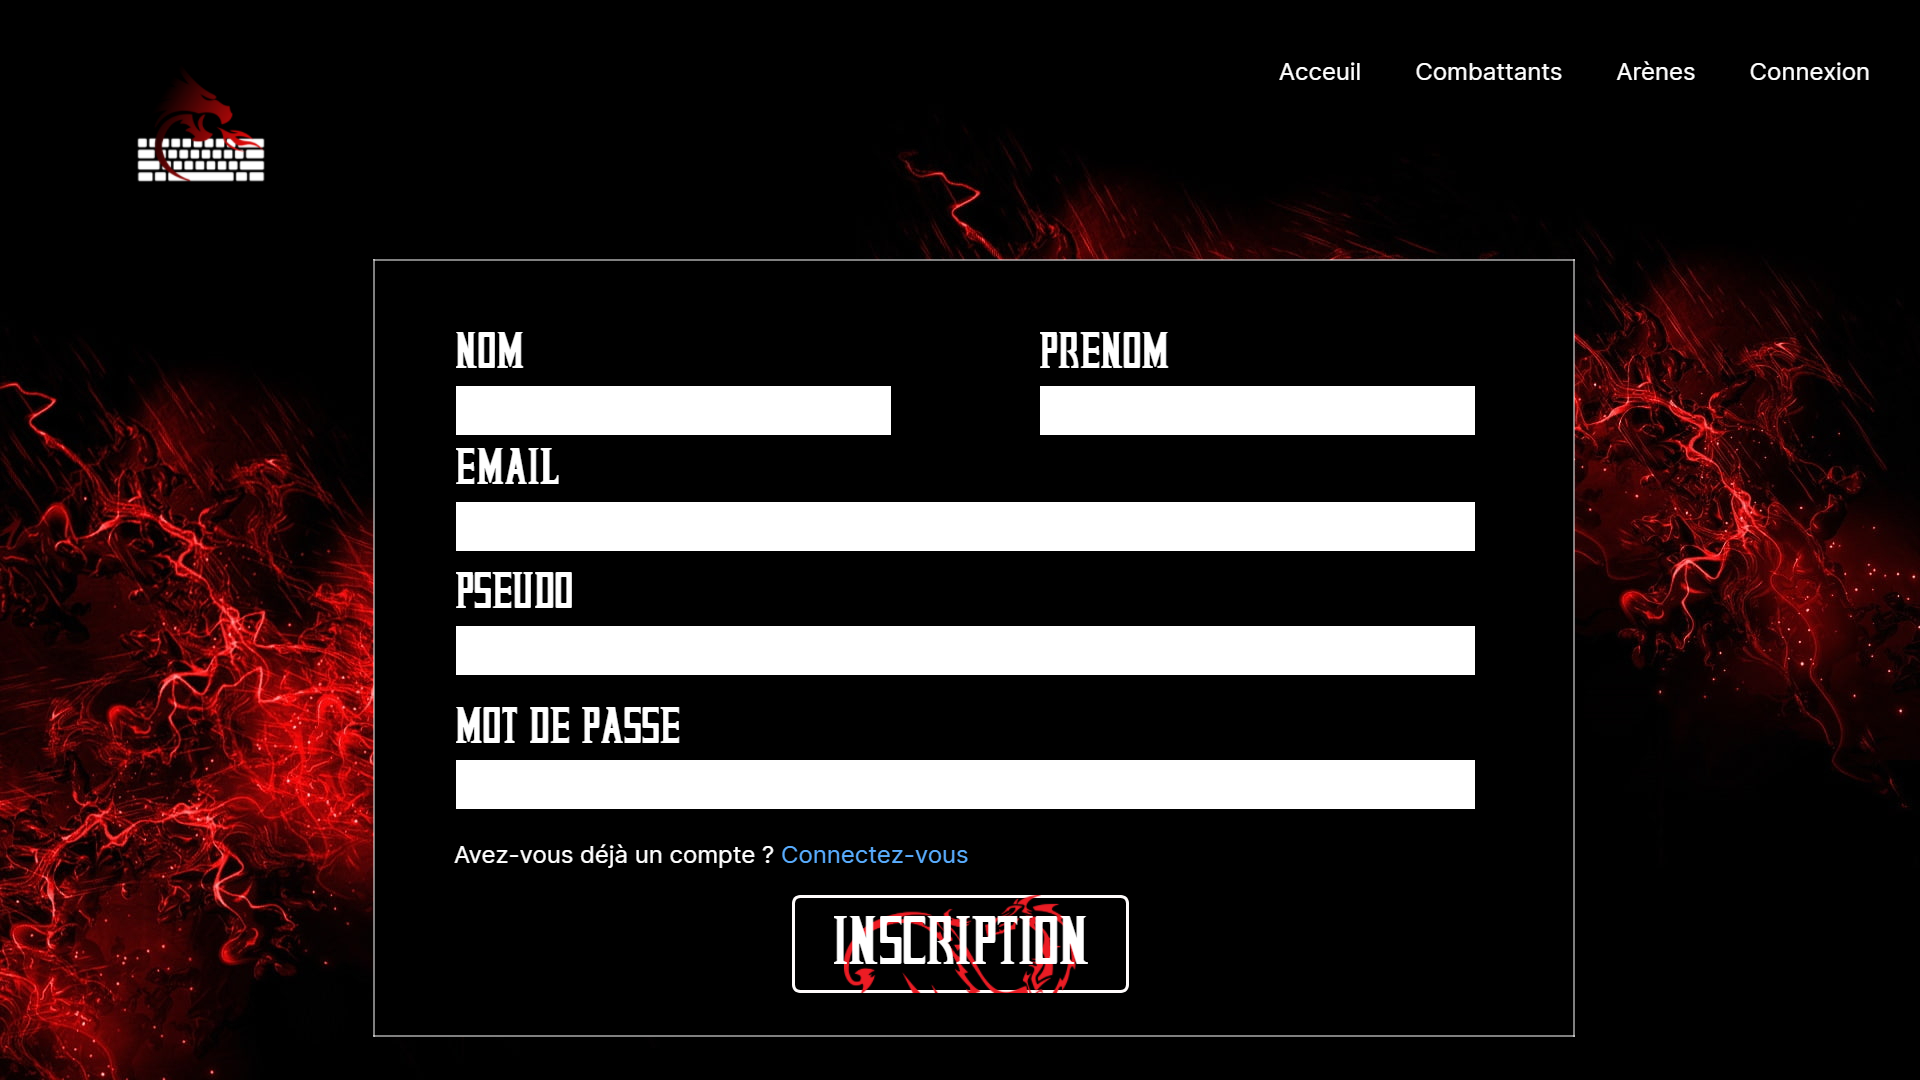 Acceuil Combattants Arènes Connexion
NOM PRENOM
EMAIL
PSEUDO
MOT DE PASSE
Avez-vous déjà un compte ? Connectez-vous
INSCRIPTION